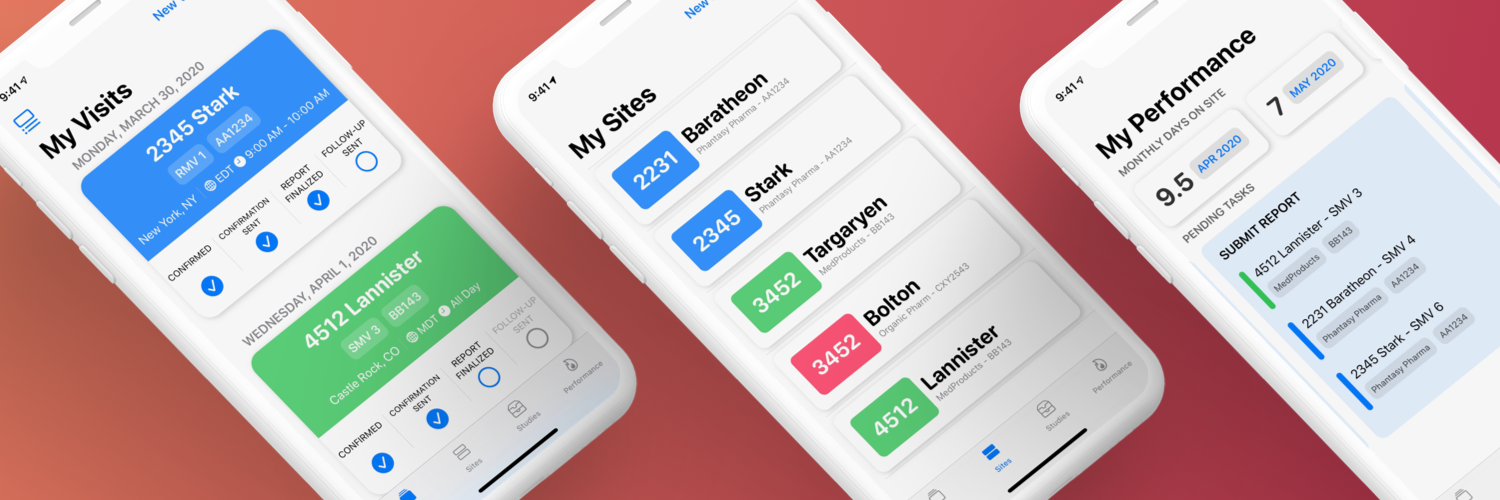 New
9:41
My Visits
MONDAY, MARCH 30, 2020
2345 Stark
RMV 1 AA1234
New York, NY EDT 9:00 AM - 10:00 AM
CONFIRMED
CONFIRMATION
SENT
REPORT
FINALIZED
FOLLOW-UP
SENT
WEDNESDAY, APRIL 1, 2020
4512 Lannister
SMV 3 BB143
Castle Rock, CO MDT All Day
CONFIRMED
CONFIRMATION
SENT
REPORT
FINALIZED
FOLLOW-UP
SENT
Sites
Studies
Performance
New
9:41
My Sites
2231
Baratheon
Phantasy Pharma - AA1234
2345
Stark
Phantasy Pharma - AA1234
3452
Targaryen
MedProducts - BB143
3452
Bolton
Organic Pharm - CXY2543
4512
Lannister
MedProducts - BB143
Sites
Studies
Performance
9:41
My Performance
MONTHLY DAYS ON SITE
9.5 APR 2020
7 MAY 2020
PENDING TASKS
SUBMIT REPORT
4512 Lannister - SMV 3
MedProducts BB143
2231 Baratheon - SMV 4
Phantasy Pharma AA1234
2345 Stark - SMV 6
Phantasy Pharma AA1234